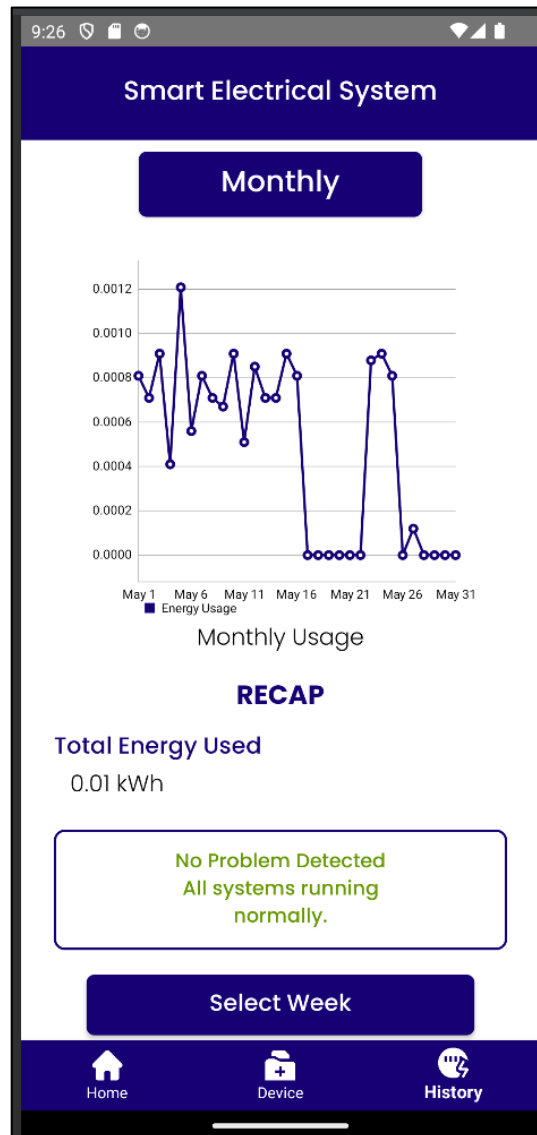 9:26
Smart Electrical System
Monthly
0.0012
0.0010
0.0008
0.0006
0.0004
0.0002
0.0000
May 1 May 6 May 11 May 16 May 21 May 26 May 31
Energy Usage
Monthly Usage
RECAP
Total Energy Used
0.01 kWh
No Problem Detected
All systems running
normally.
Select Week
Home Device History